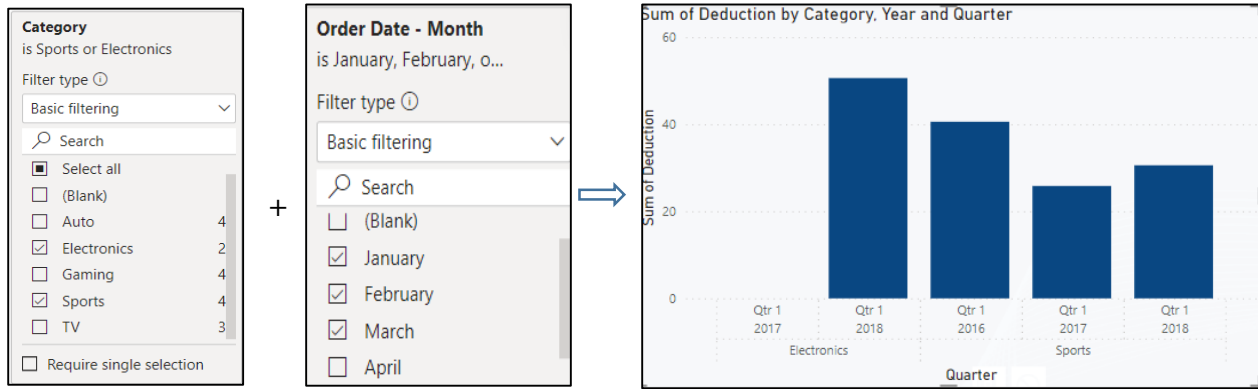 Category
is Sports or Electronics
Filter type ⓘ
Basic filtering
Search
Select all
(Blank)
Auto 4
Electronics 2
Gaming 4
Sports 4
TV 3
Require single selection
+
Order Date - Month
is January, February, o...
Filter type ⓘ
Basic filtering
Search
(Blank)
January
February
March
April
Sum of Deduction by Category, Year and Quarter
Sum of Deduction
60
40
20
0
Qtr 1 Qtr 1 Qtr 1 Qtr 1 Qtr 1
2017 2018 2016 2017 2018
Electronics Sports
Quarter